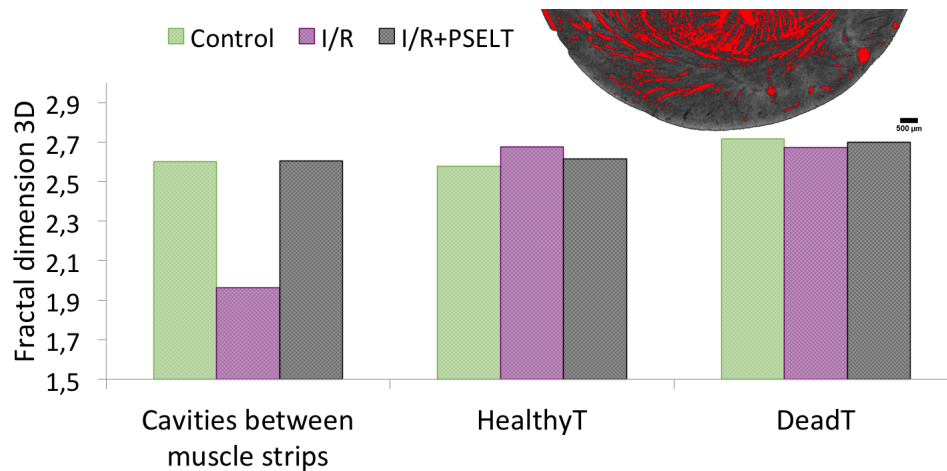 Control I/R I/R+PSELT
500 µm
Fractal dimension 3D
2,9
2,7
2,5
2,3
2,1
1,9
1,7
1,5
Cavities between
muscle strips
HealthyT
DeadT